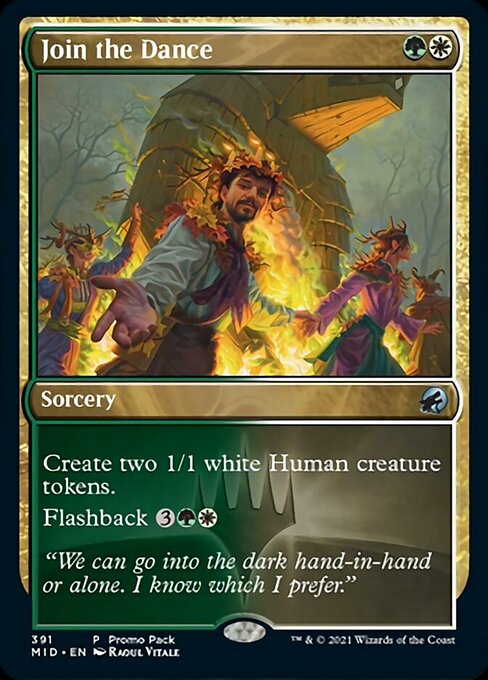 Join the Dance
Sorcery
Create two 1/1 white Human creature
tokens.
Flashback 3
“We can go into the dark hand-in-hand
or alone. I know which I prefer.”
391 P Promo Pack
MID • EN Raoul Vitale
™ & © 2021 Wizards of the Coast